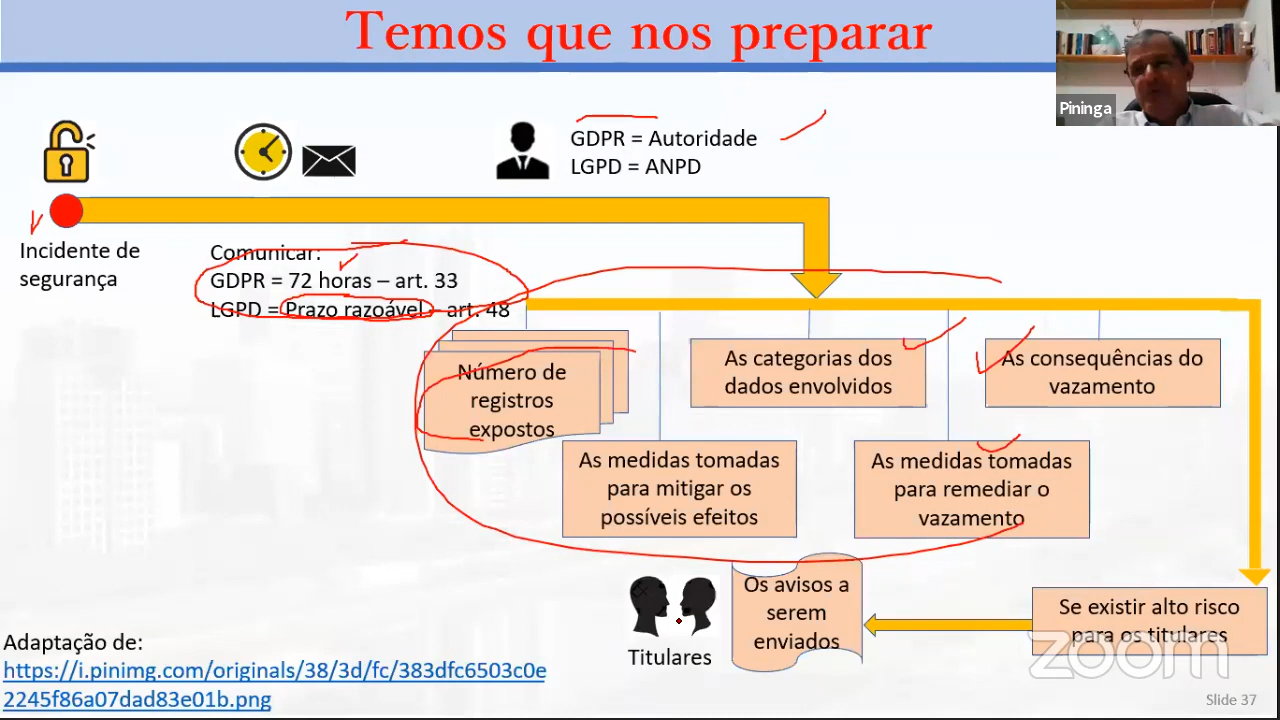 Temos que nos preparar
Pininga
GDPR = Autoridade
LGPD = ANPD
Incidente de
segurança
Comunicar:
GDPR = 72 horas – art. 33
LGPD = Prazo razoável – art. 48
Número de
registros
expostos
As categorias dos
dados envolvidos
As consequências do
vazamento
As medidas tomadas
para mitigar os
possíveis efeitos
As medidas tomadas
para remediar o
vazamento
Se existir alto risco
para os titulares
Os avisos a
serem
enviados
Titulares
Adaptação de:
https://i.pinimg.com/originals/38/3d/fc/383dfc6503c0e
2245f86a07dad83e01b.png
zoom
Slide 37